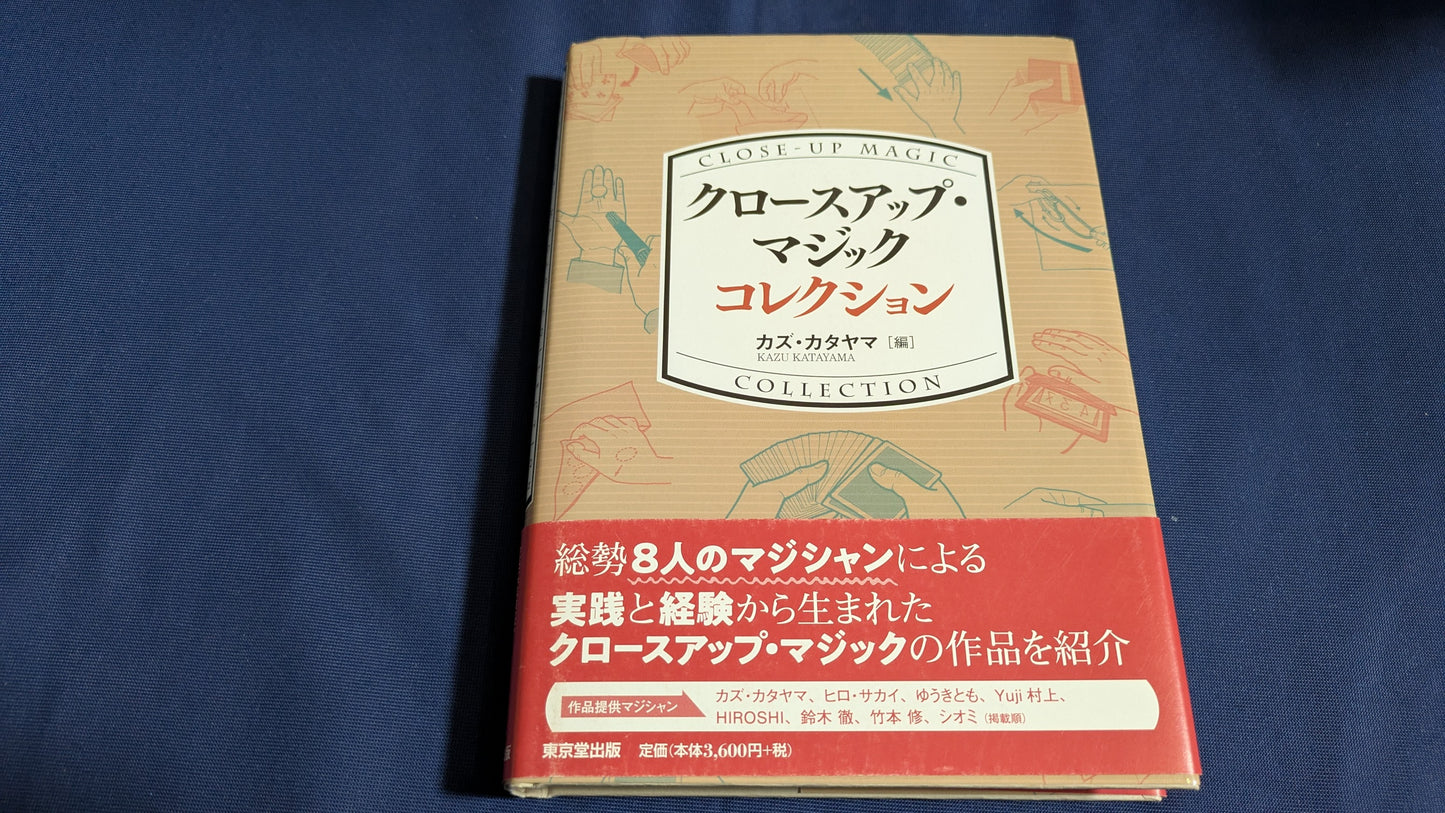 CLOSE-UP MAGIC
クロースアップ・
マジック
コレクション
カズ・カタヤマ［編］
KAZU KATAYAMA
COLLECTION
総勢8人のマジシャンによる
実践と経験から生まれた
クロースアップ・マジックの作品を紹介
作品提供マジシャン
カズ・カタヤマ、ヒロ・サカイ、ゆうきとも、Yuji 村上、
HIROSHI、鈴木 徹、竹本 修、シオミ（掲載順）
東京堂出版 定価（本体3,600円+税）
版